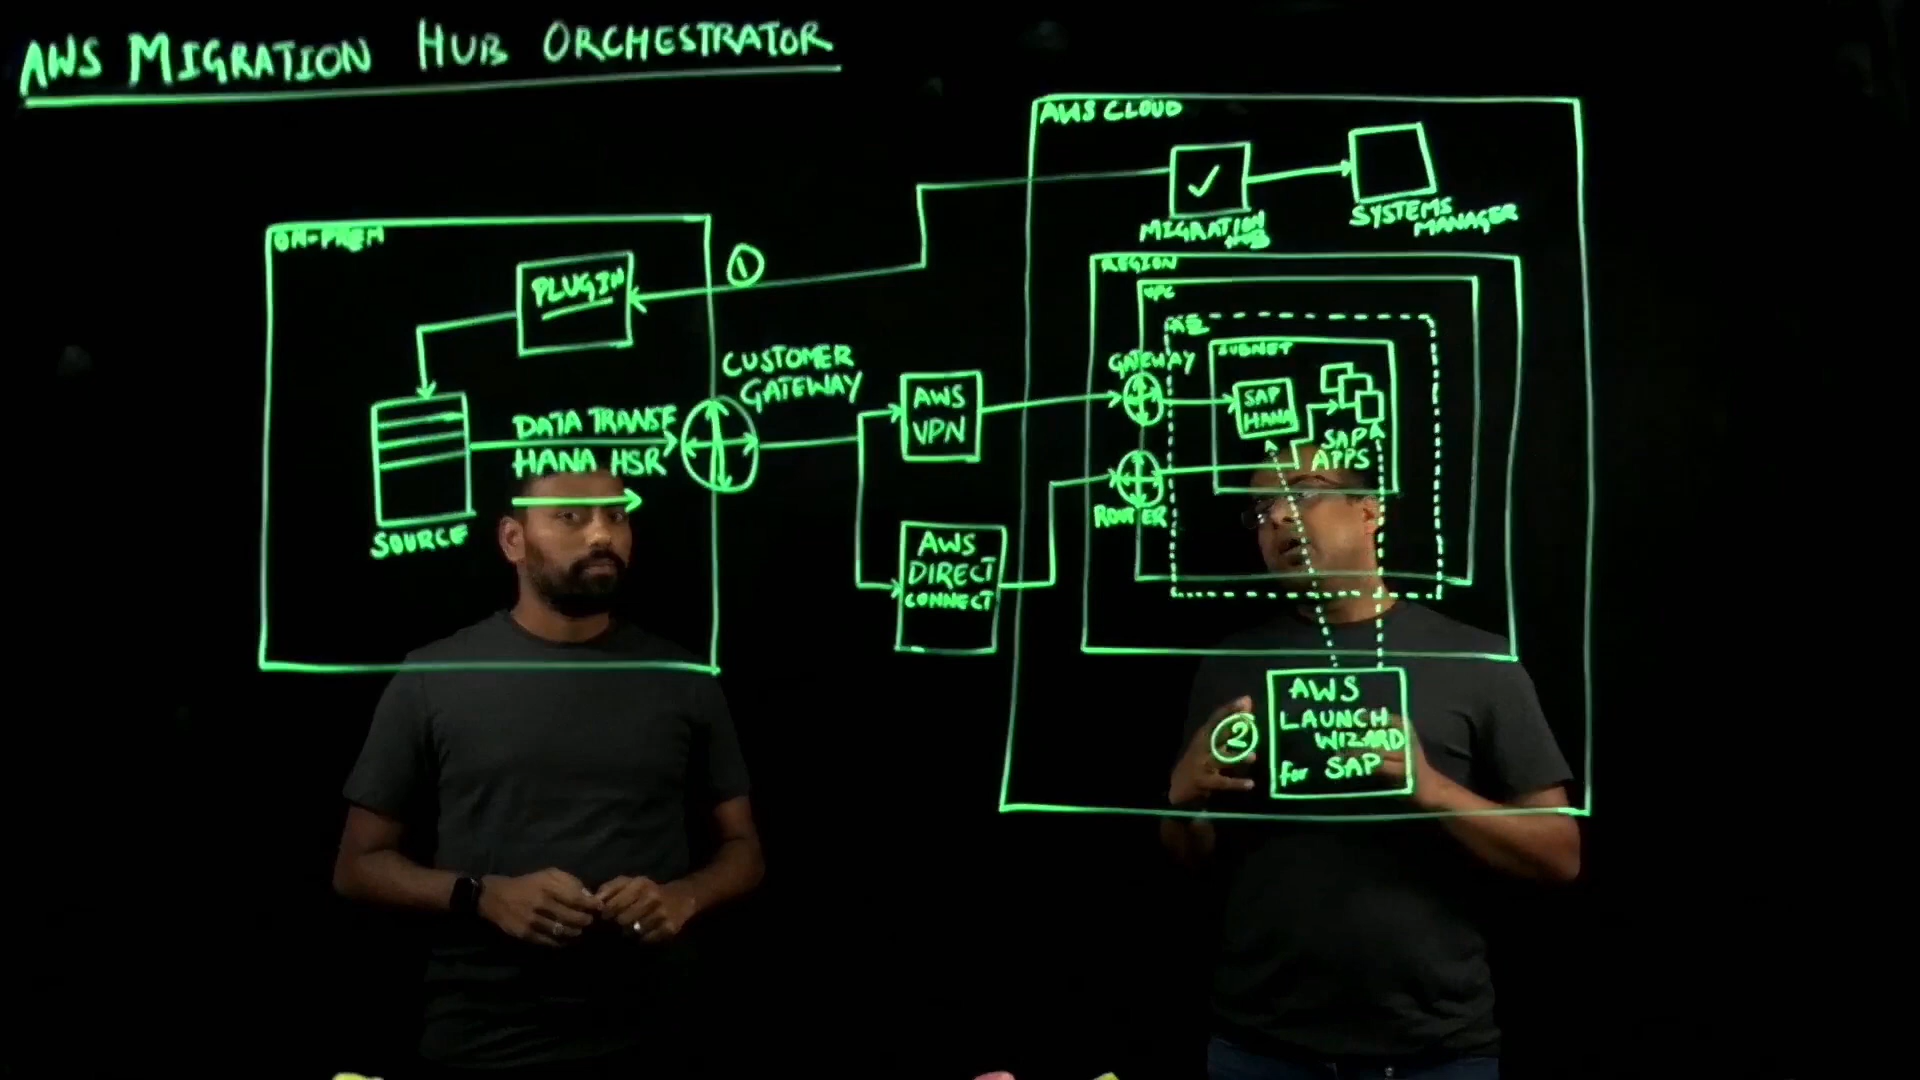 AWS MIGRATION HUB ORCHESTRATOR
AWS CLOUD
MIGRATION
HUB
SYSTEMS
MANAGER
ON-PREM
PLUGIN
1
SOURCE
DATA TRANSF
HANA HSR
CUSTOMER
GATEWAY
AWS
VPN
AWS
DIRECT
CONNECT
REGION
VPC
AZ
SUBNET
GATEWAY
ROUTER
SAP
HANA
SAP
APPS
2
AWS
LAUNCH
WIZARD
for SAP